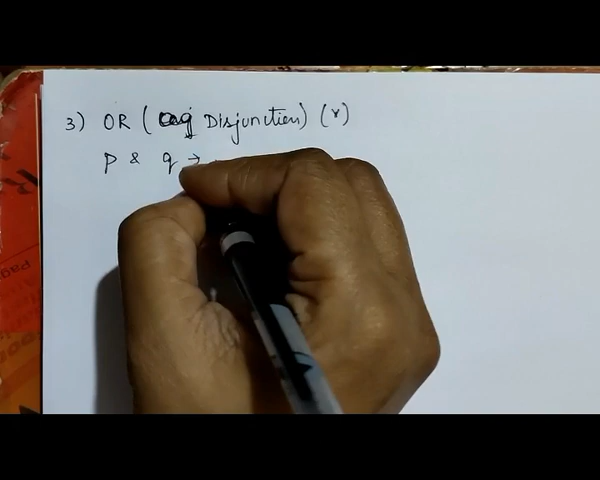 3) OR ( Disjunction) (v)
p & q →